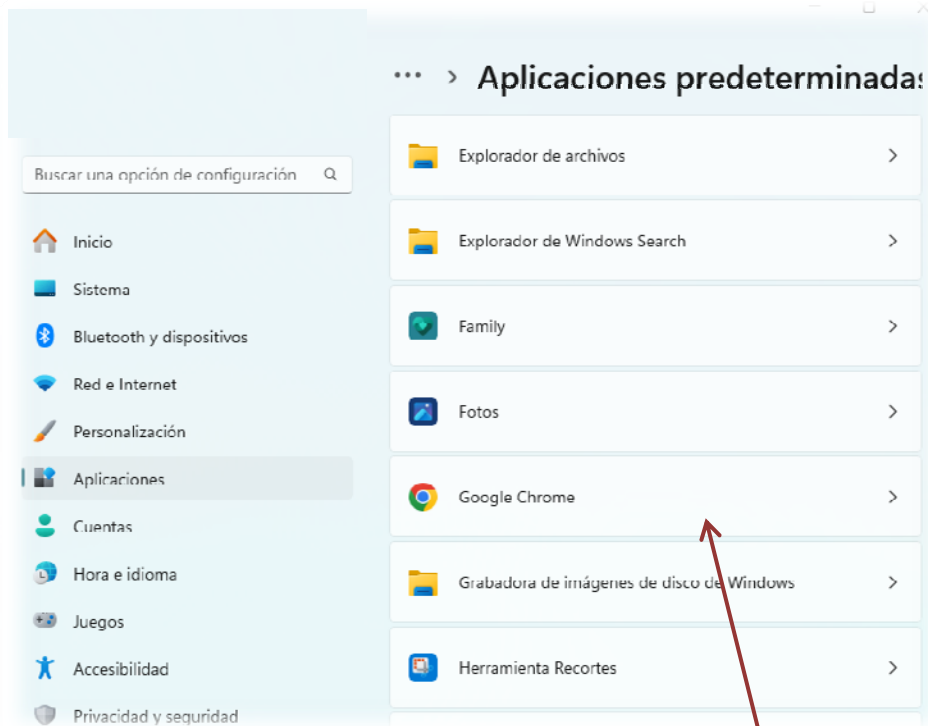 ··· > Aplicaciones predeterminadas
Buscar una opción de configuración
Inicio
Sistema
Bluetooth y dispositivos
Red e Internet
Personalización
Aplicaciones
Cuentas
Hora e idioma
Juegos
Accesibilidad
Privacidad y seguridad
Explorador de archivos
Explorador de Windows Search
Family
Fotos
Google Chrome
Grabadora de imágenes de disco de Windows
Herramienta Recortes